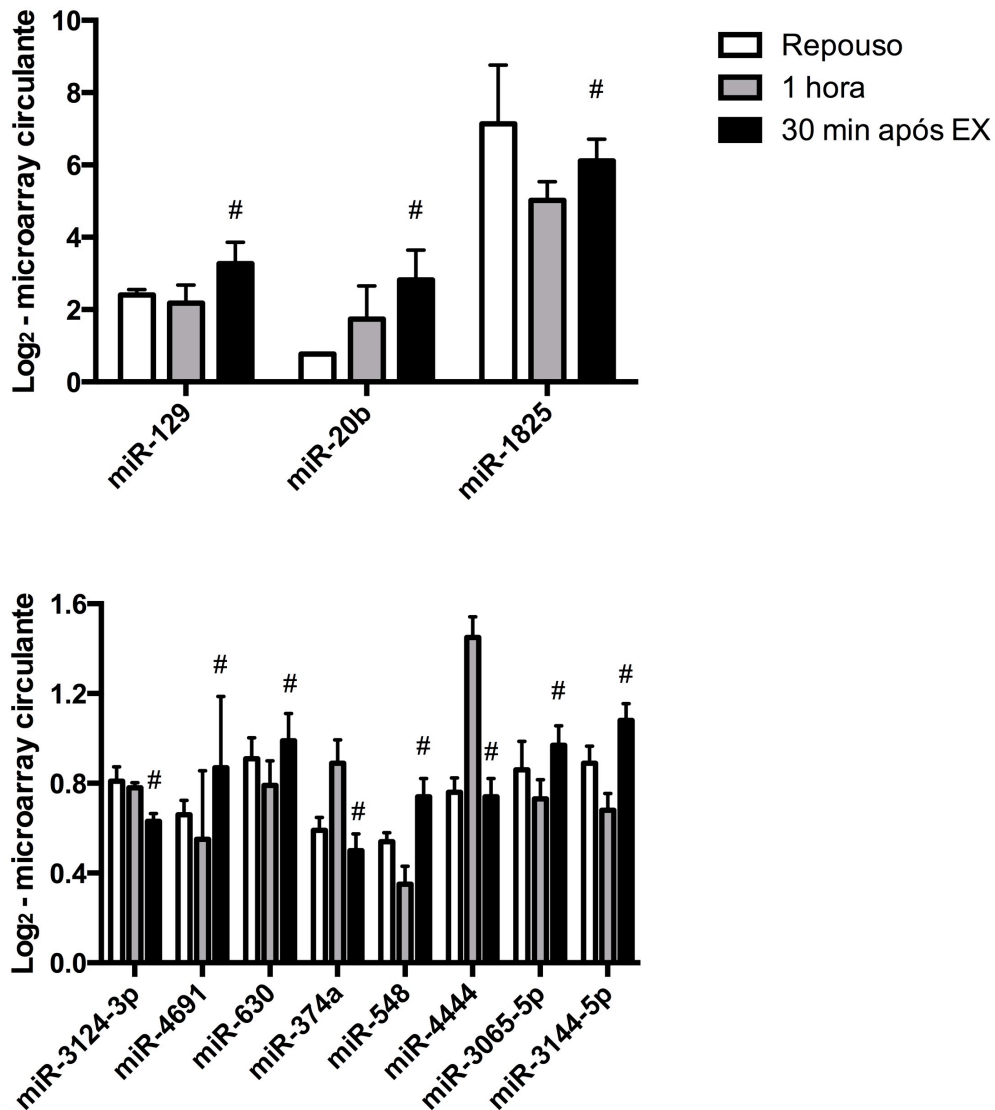 Log2 - microarray circulante
10
8
6
4
2
0
#
#
#
miR-129
miR-20b
miR-1825
Repouso
1 hora
30 min após EX
Log2 - microarray circulante
1.6
1.2
0.8
0.4
0.0
#
#
#
#
#
#
#
#
miR-3124-3p
miR-4691
miR-630
miR-374a
miR-548
miR-4444
miR-3065-5p
miR-3144-5p